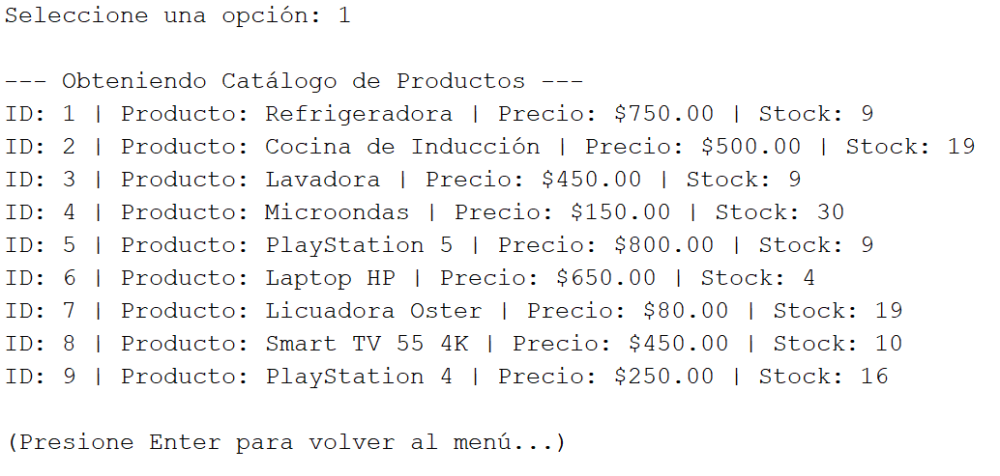 Seleccione una opción: 1
--- Obteniendo Catálogo de Productos ---
ID: 1 | Producto: Refrigeradora | Precio: $750.00 | Stock: 9
ID: 2 | Producto: Cocina de Inducción | Precio: $500.00 | Stock: 19
ID: 3 | Producto: Lavadora | Precio: $450.00 | Stock: 9
ID: 4 | Producto: Microondas | Precio: $150.00 | Stock: 30
ID: 5 | Producto: PlayStation 5 | Precio: $800.00 | Stock: 9
ID: 6 | Producto: Laptop HP | Precio: $650.00 | Stock: 4
ID: 7 | Producto: Licuadora Oster | Precio: $80.00 | Stock: 19
ID: 8 | Producto: Smart TV 55 4K | Precio: $450.00 | Stock: 10
ID: 9 | Producto: PlayStation 4 | Precio: $250.00 | Stock: 16
(Presione Enter para volver al menú...)